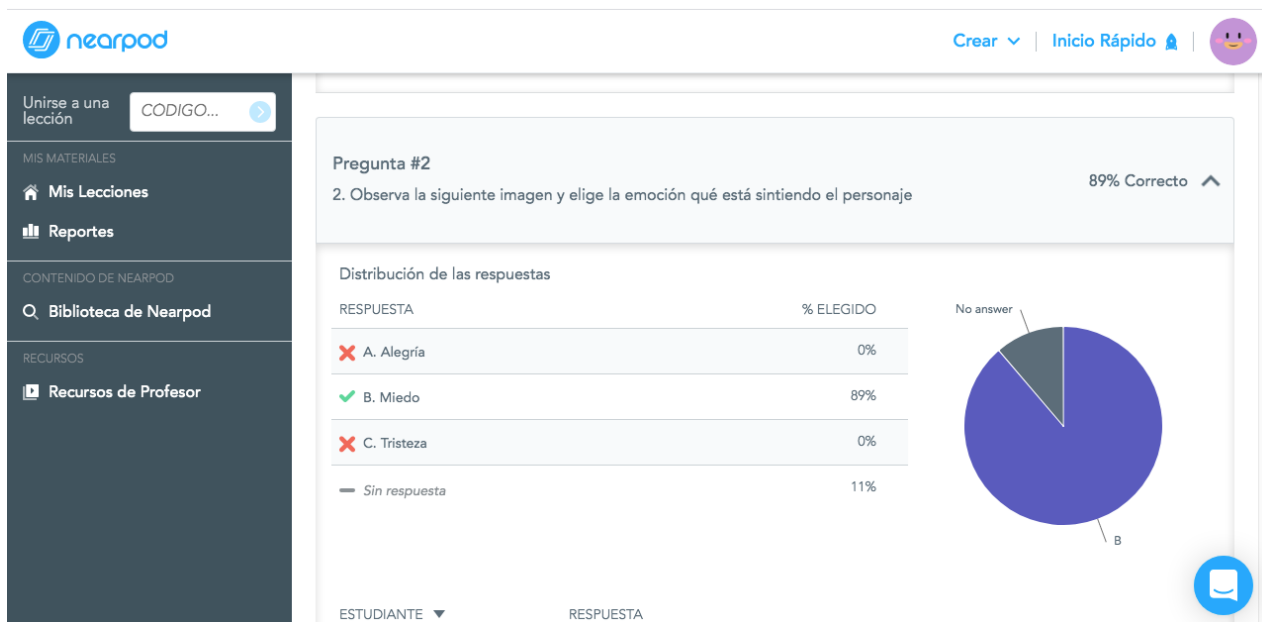 nearpod
Crear
Inicio Rápido
Unirse a una
lección
CODIGO...
MIS MATERIALES
Mis Lecciones
Reportes
CONTENIDO DE NEARPOD
Biblioteca de Nearpod
RECURSOS
Recursos de Profesor
Pregunta #2
2. Observa la siguiente imagen y elige la emoción qué está sintiendo el personaje
89% Correcto
Distribución de las respuestas
RESPUESTA % ELEGIDO
A. Alegría 0%
B. Miedo 89%
C. Tristeza 0%
Sin respuesta 11%
No answer
B
ESTUDIANTE RESPUESTA